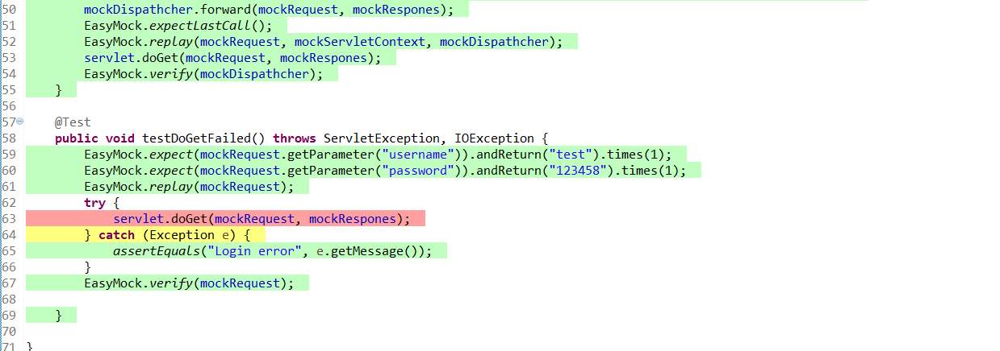 50 mockDispathcher.forward(mockRequest, mockRespones);
51 EasyMock.expectLastCall();
52 EasyMock.replay(mockRequest, mockServletContext, mockDispathcher);
53 servlet.doGet(mockRequest, mockRespones);
54 EasyMock.verify(mockDispathcher);
55 }
56
57 @Test
58 public void testDoGetFailed() throws ServletException, IOException {
59 EasyMock.expect(mockRequest.getParameter("username")).andReturn("test").times(1);
60 EasyMock.expect(mockRequest.getParameter("password")).andReturn("123458").times(1);
61 EasyMock.replay(mockRequest);
62 try {
63 servlet.doGet(mockRequest, mockRespones);
64 } catch (Exception e) {
65 assertEquals("Login error", e.getMessage());
66 }
67 EasyMock.verify(mockRequest);
68
69 }
70
71 }